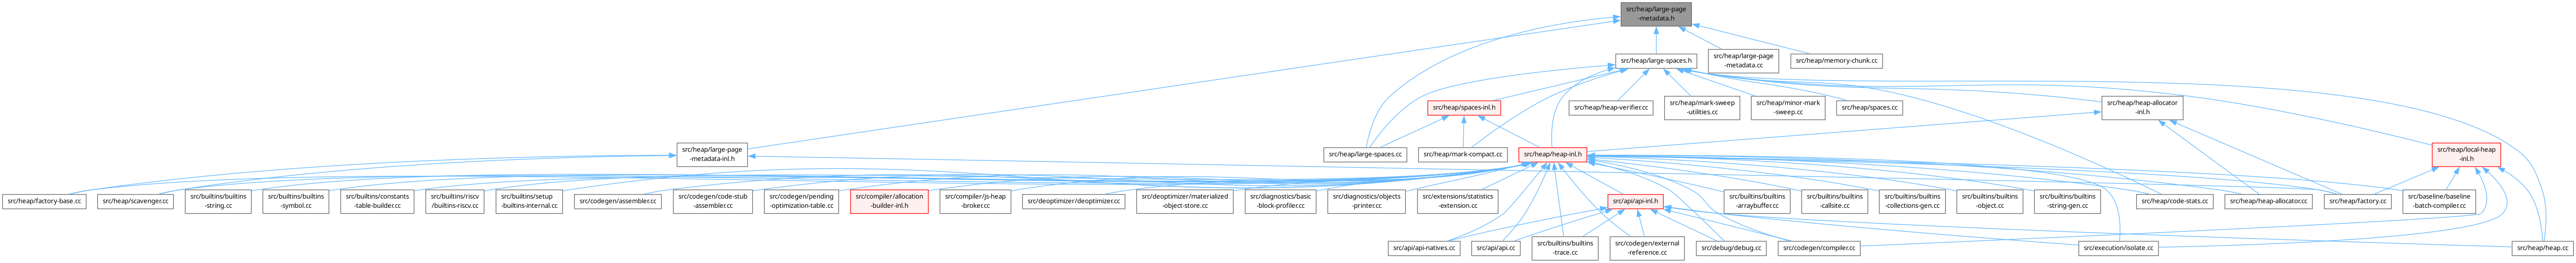 src/heap/large-page
-metadata.h
src/heap/large-spaces.h
src/heap/large-page
-metadata.cc
src/heap/memory-chunk.cc
src/heap/spaces-inl.h
src/heap/heap-verifier.cc
src/heap/mark-sweep
-utilities.cc
src/heap/minor-mark
-sweep.cc
src/heap/spaces.cc
src/heap/heap-allocator
-inl.h
src/heap/large-page
-metadata-inl.h
src/heap/large-spaces.cc
src/heap/mark-compact.cc
src/heap/heap-inl.h
src/heap/local-heap
-inl.h
src/heap/factory-base.cc
src/heap/scavenger.cc
src/builtins/builtins
-string.cc
src/builtins/builtins
-symbol.cc
src/builtins/constants
-table-builder.cc
src/builtins/riscv
/builtins-riscv.cc
src/builtins/setup
-builtins-internal.cc
src/codegen/assembler.cc
src/codegen/code-stub
-assembler.cc
src/codegen/pending
-optimization-table.cc
src/compiler/allocation
-builder-inl.h
src/compiler/js-heap
-broker.cc
src/deoptimizer/deoptimizer.cc
src/deoptimizer/materialized
-object-store.cc
src/diagnostics/basic
-block-profiler.cc
src/diagnostics/objects
-printer.cc
src/extensions/statistics
-extension.cc
src/api/api-inl.h
src/builtins/builtins
-arraybuffer.cc
src/builtins/builtins
-callsite.cc
src/builtins/builtins
-collections-gen.cc
src/builtins/builtins
-object.cc
src/builtins/builtins
-string-gen.cc
src/heap/code-stats.cc
src/heap/heap-allocator.cc
src/heap/factory.cc
src/baseline/baseline
-batch-compiler.cc
src/api/api-natives.cc
src/api/api.cc
src/builtins/builtins
-trace.cc
src/codegen/external
-reference.cc
src/debug/debug.cc
src/codegen/compiler.cc
src/execution/isolate.cc
src/heap/heap.cc